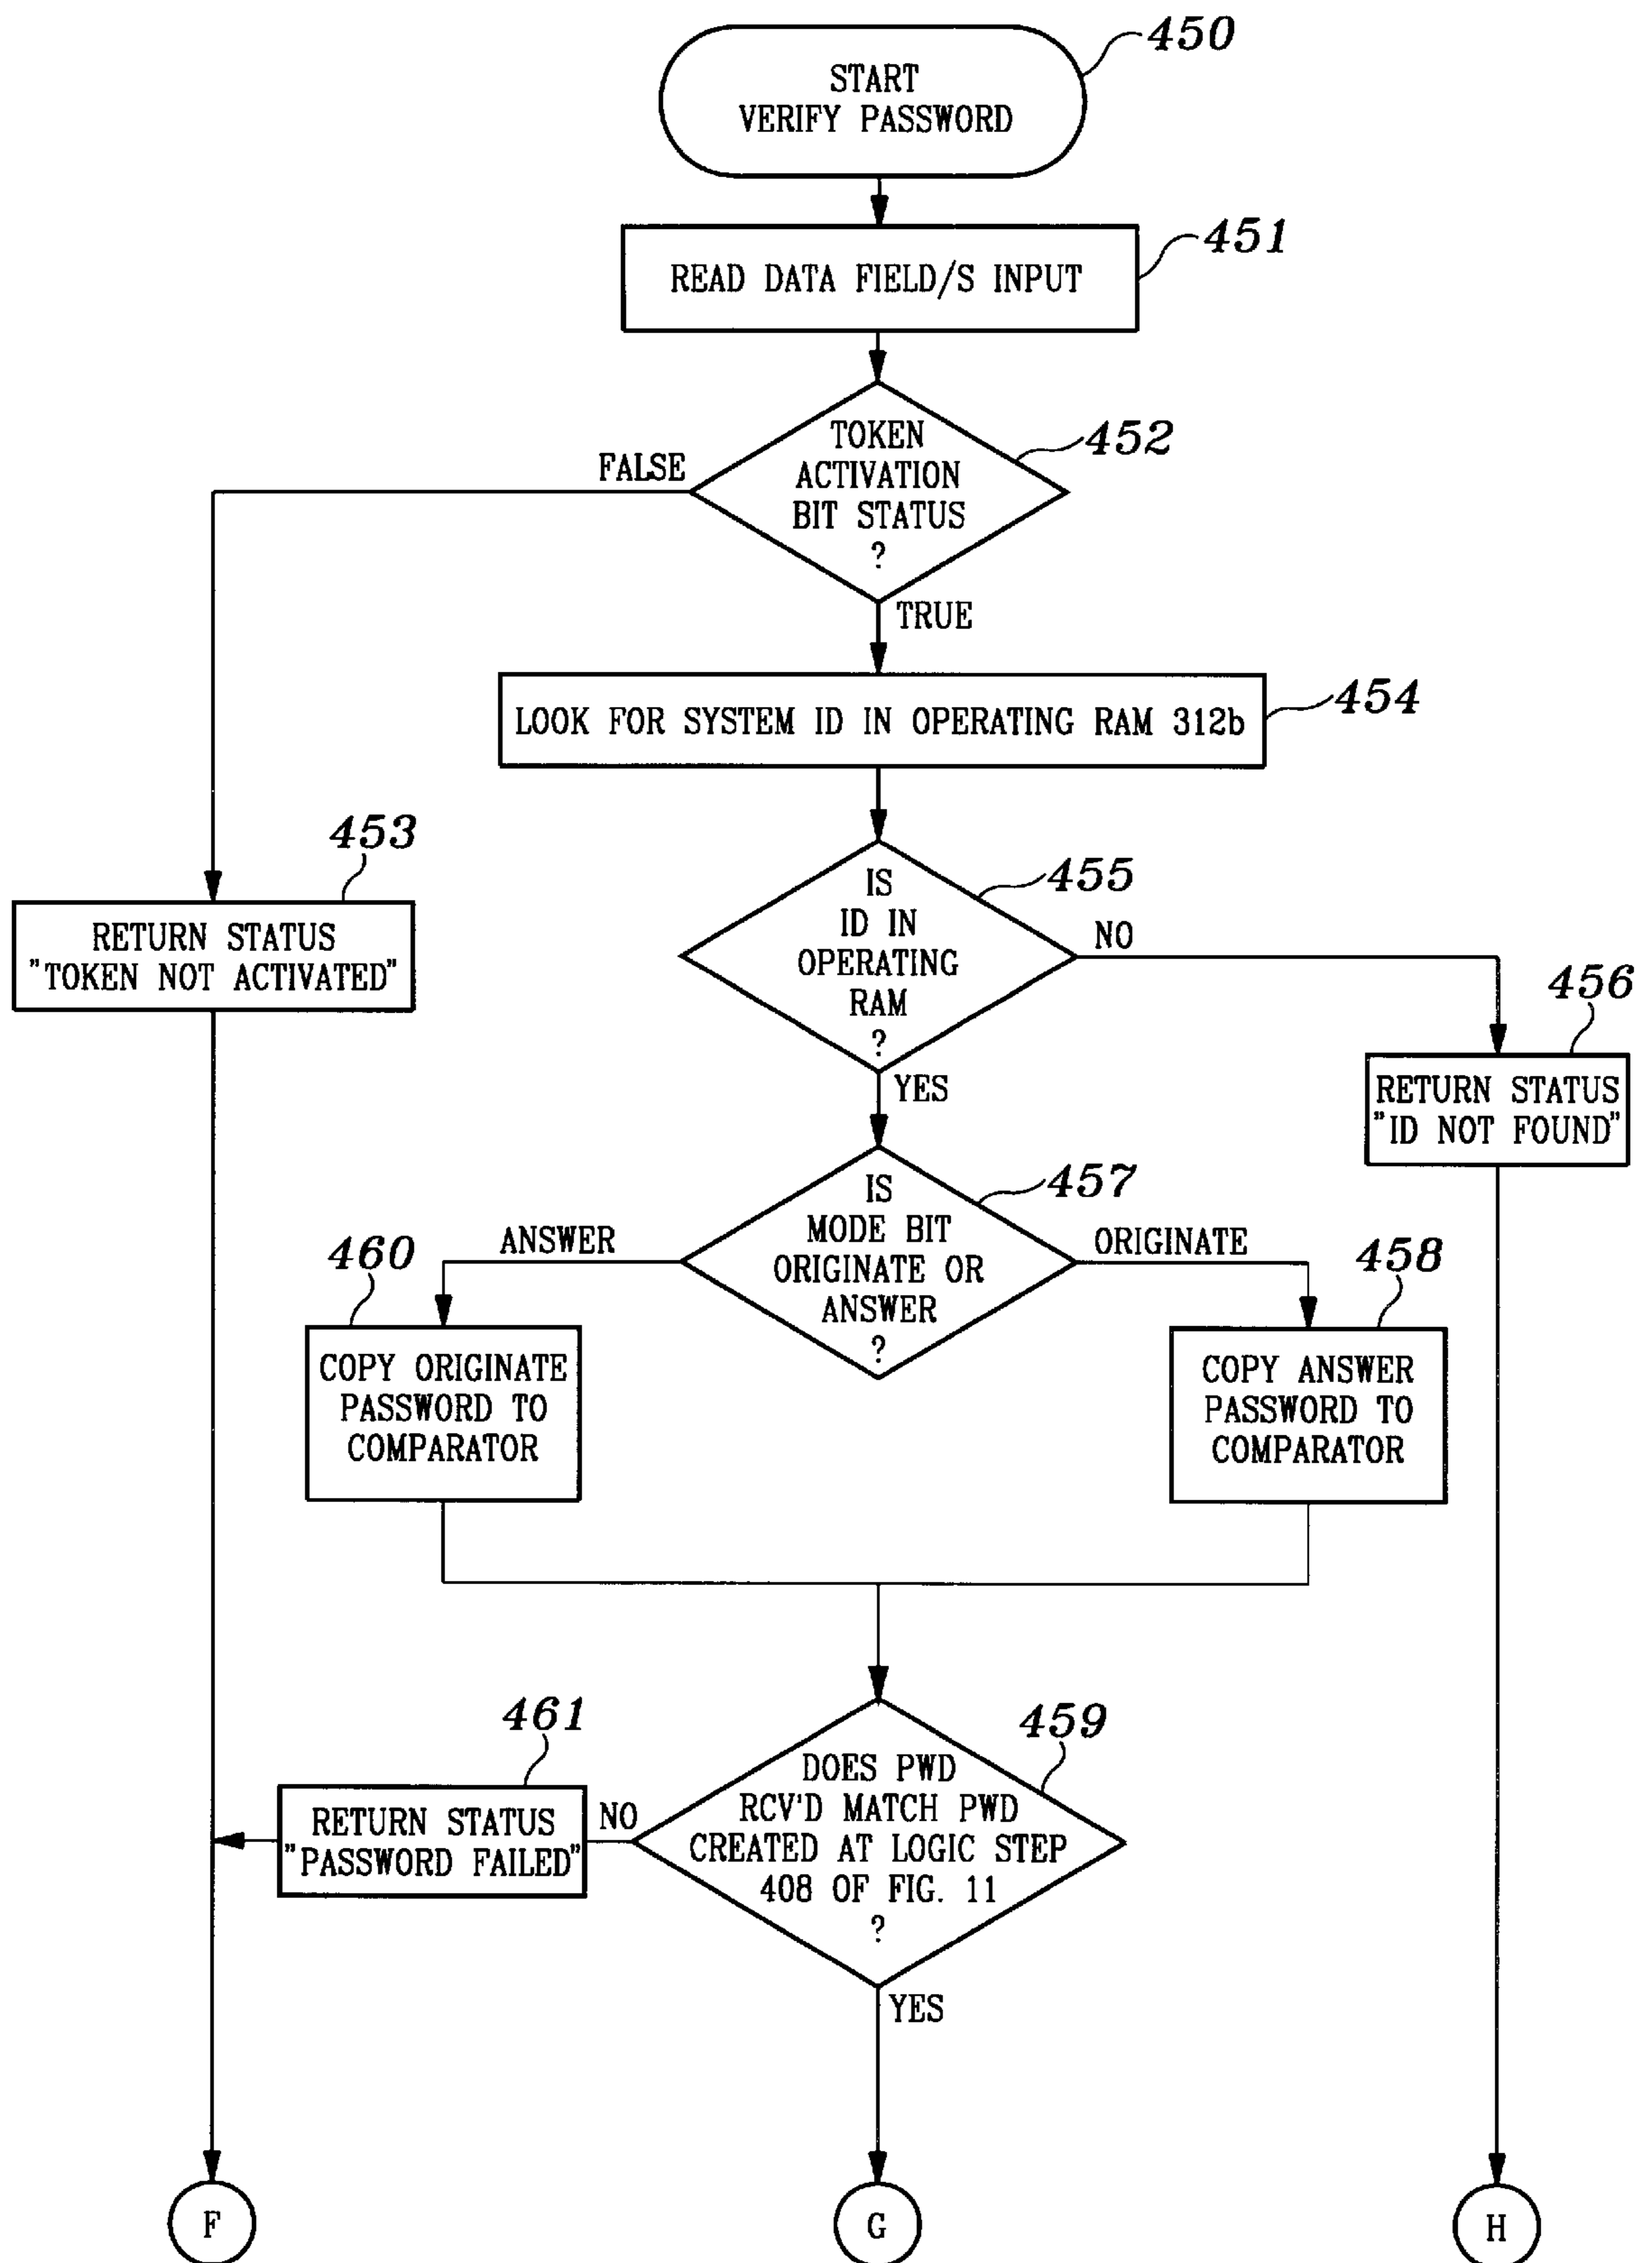 450
START
VERIFY PASSWORD
451
READ DATA FIELD/S INPUT
452
TOKEN
ACTIVATION
BIT STATUS
?
FALSE
TRUE
454
LOOK FOR SYSTEM ID IN OPERATING RAM 312b
453
RETURN STATUS
"TOKEN NOT ACTIVATED"
455
IS
ID IN
OPERATING
RAM
?
NO
YES
456
RETURN STATUS
"ID NOT FOUND"
457
IS
MODE BIT
ORIGINATE OR
ANSWER
?
ANSWER
ORIGINATE
460
COPY ORIGINATE
PASSWORD TO
COMPARATOR
458
COPY ANSWER
PASSWORD TO
COMPARATOR
461
RETURN STATUS
"PASSWORD FAILED"
NO
459
DOES PWD
RCV'D MATCH PWD
CREATED AT LOGIC STEP
408 OF FIG. 11
?
YES
F
G
H